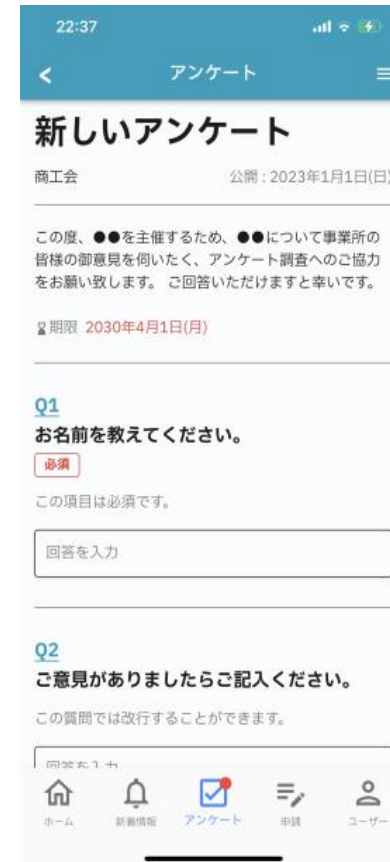 22:37
アンケート
新しいアンケート
商工会
公開 : 2023年1月1日(日)
この度、●●を主催するため、●●について事業所の
皆様の御意見を伺いたく、アンケート調査へのご協力
をお願い致します。 ご回答いただけますと幸いです。
期限 2030年4月1日(月)
Q1
お名前を教えてください。
必須
この項目は必須です。
回答を入力
Q2
ご意見がありましたらご記入ください。
この質問では改行することができます。
回答を入力
ホーム
新着情報
アンケート
申請
ユーザー